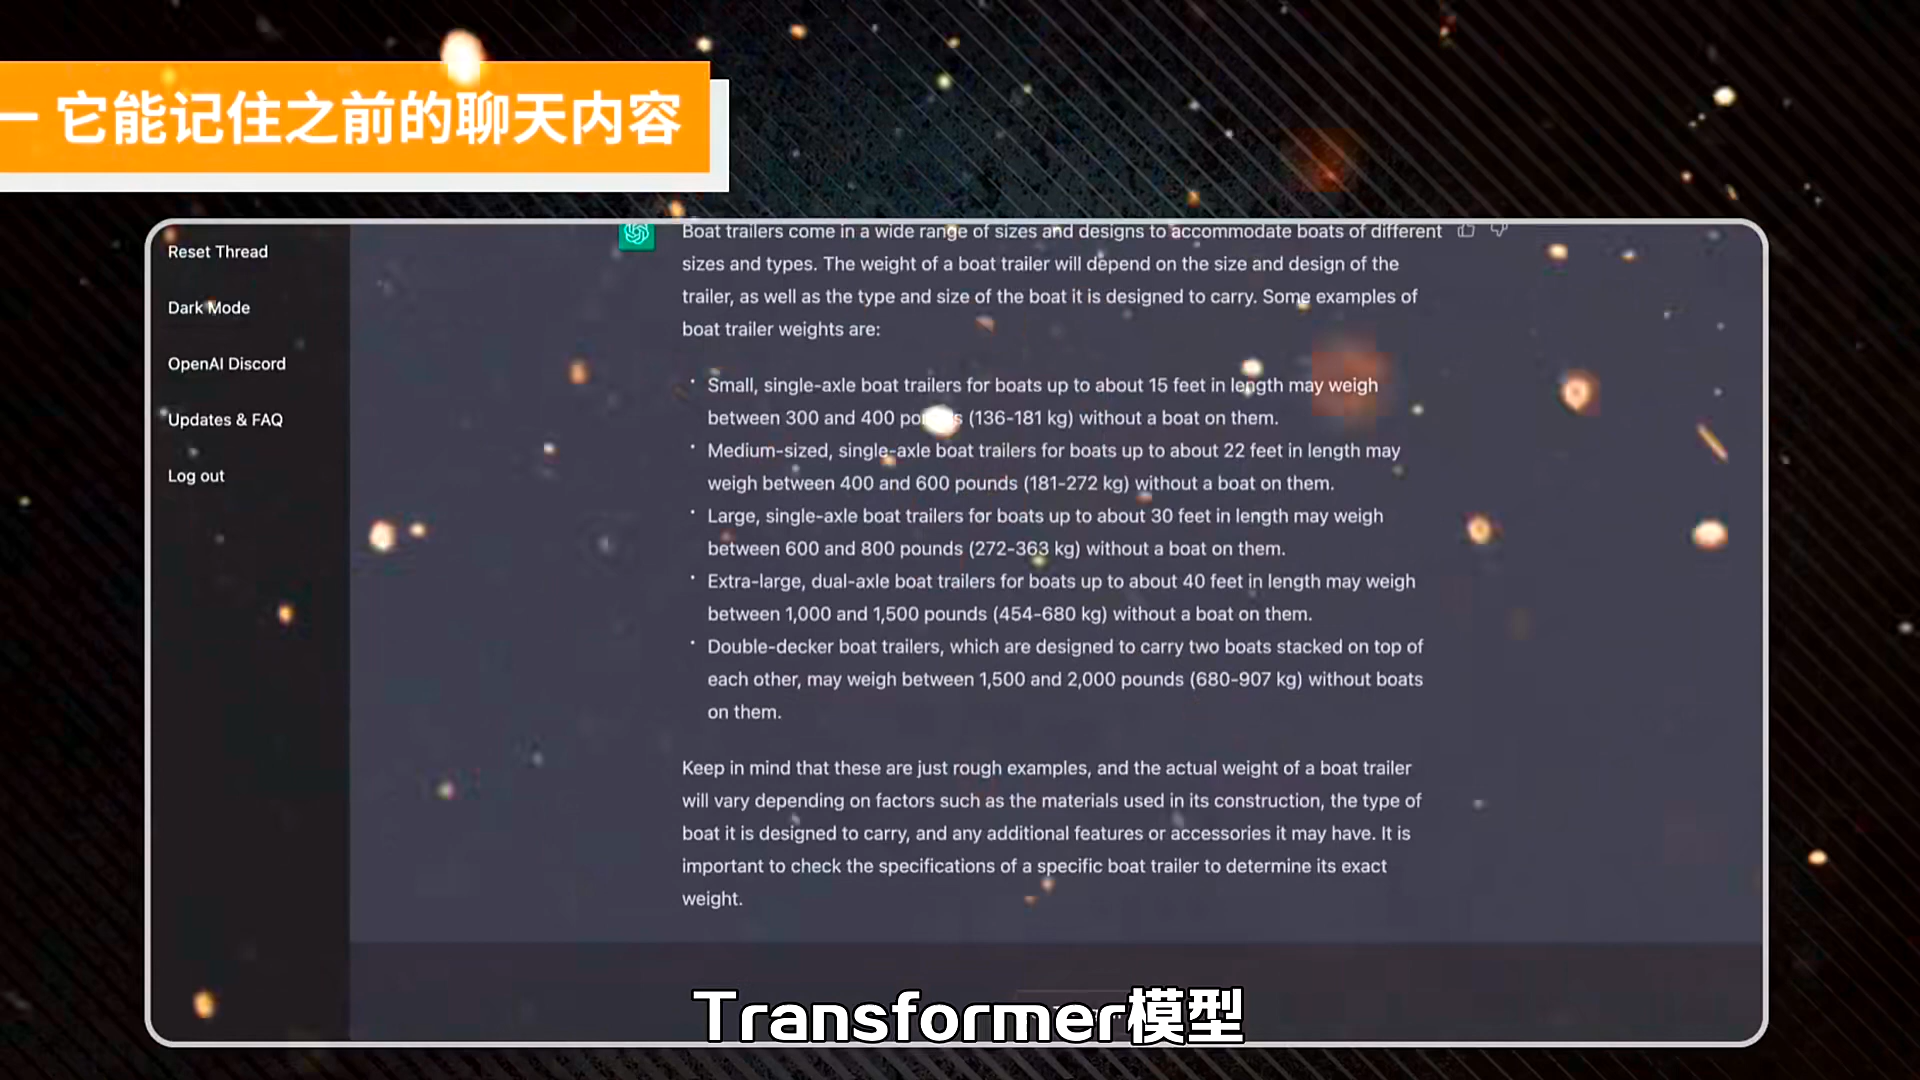 一 它能记住之前的聊天内容
Reset Thread
Dark Mode
OpenAI Discord
Updates & FAQ
Log out
Boat trailers come in a wide range of sizes and designs to accommodate boats of different
sizes and types. The weight of a boat trailer will depend on the size and design of the
trailer, as well as the type and size of the boat it is designed to carry. Some examples of
boat trailer weights are:
· Small, single-axle boat trailers for boats up to about 15 feet in length may weigh
between 300 and 400 pounds (136-181 kg) without a boat on them.
· Medium-sized, single-axle boat trailers for boats up to about 22 feet in length may
weigh between 400 and 600 pounds (181-272 kg) without a boat on them.
· Large, single-axle boat trailers for boats up to about 30 feet in length may weigh
between 600 and 800 pounds (272-363 kg) without a boat on them.
· Extra-large, dual-axle boat trailers for boats up to about 40 feet in length may weigh
between 1,000 and 1,500 pounds (454-680 kg) without a boat on them.
· Double-decker boat trailers, which are designed to carry two boats stacked on top of
each other, may weigh between 1,500 and 2,000 pounds (680-907 kg) without boats
on them.
Keep in mind that these are just rough examples, and the actual weight of a boat trailer
will vary depending on factors such as the materials used in its construction, the type of
boat it is designed to carry, and any additional features or accessories it may have. It is
important to check the specifications of a specific boat trailer to determine its exact
weight.
Transformer模型